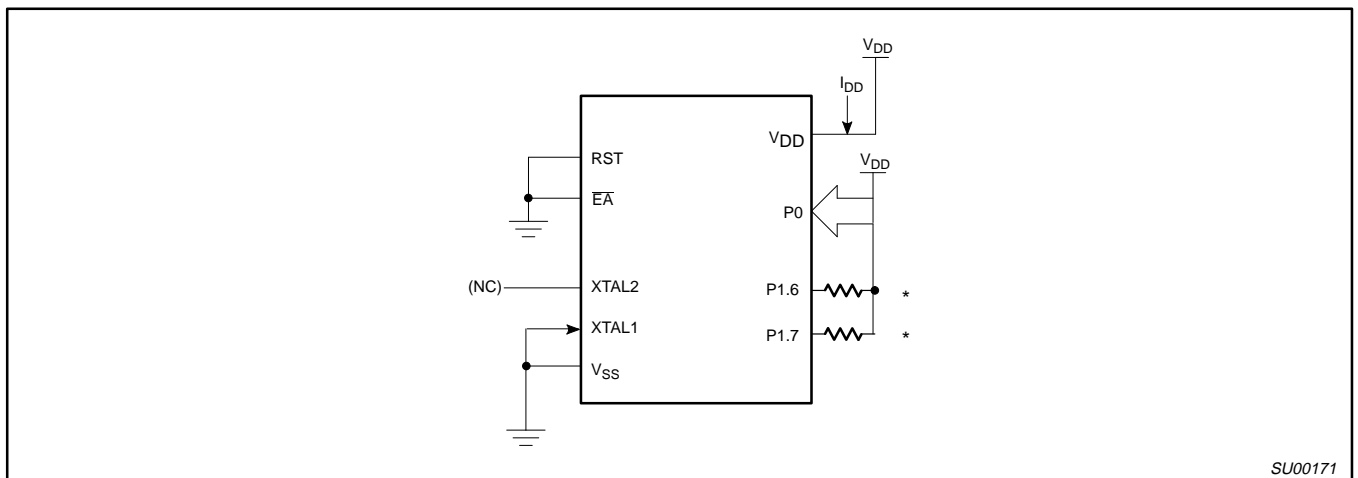 VDD
IDD
VDD
RST
VDD
EA
P0
(NC)
XTAL2
P1.6
*
XTAL1
P1.7
*
VSS
SU00171